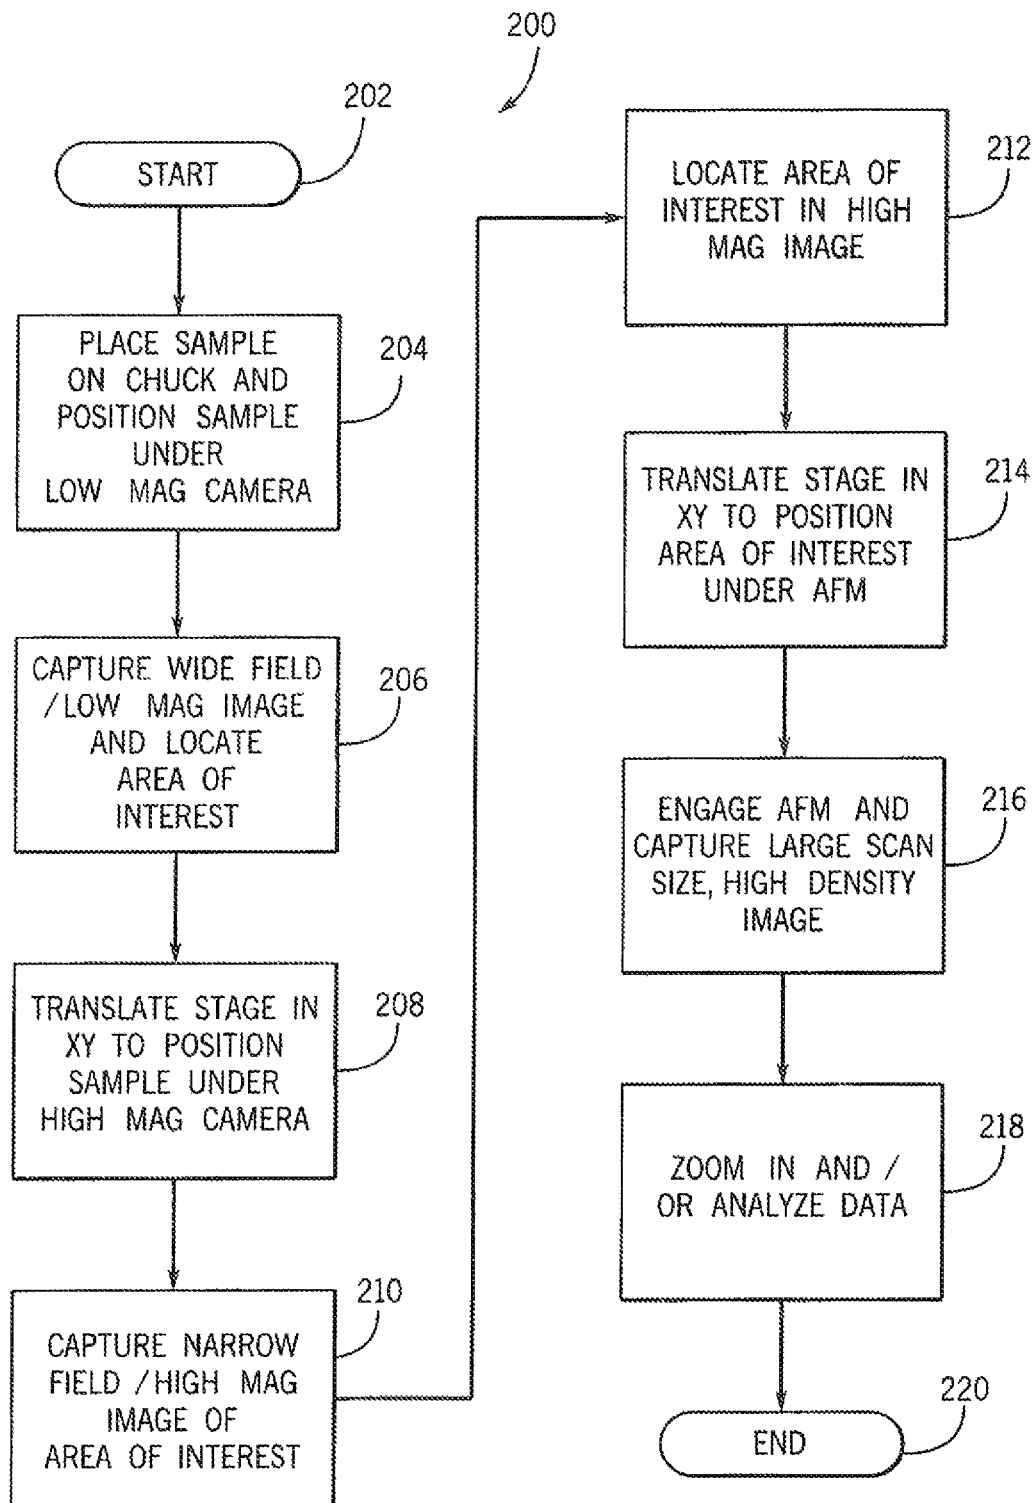 200
202
START
PLACE SAMPLE
ON CHUCK AND
POSITION SAMPLE
UNDER
LOW MAG CAMERA
204
CAPTURE WIDE FIELD
/LOW MAG IMAGE
AND LOCATE
AREA OF
INTEREST
206
TRANSLATE STAGE IN
XY TO POSITION
SAMPLE UNDER
HIGH MAG CAMERA
208
CAPTURE NARROW
FIELD /HIGH MAG
IMAGE OF
AREA OF INTEREST
210
LOCATE AREA OF
INTEREST IN HIGH
MAG IMAGE
212
TRANSLATE STAGE IN
XY TO POSITION
AREA OF INTEREST
UNDER AFM
214
ENGAGE AFM AND
CAPTURE LARGE SCAN
SIZE, HIGH DENSITY
IMAGE
216
ZOOM IN AND /
OR ANALYZE DATA
218
END
220